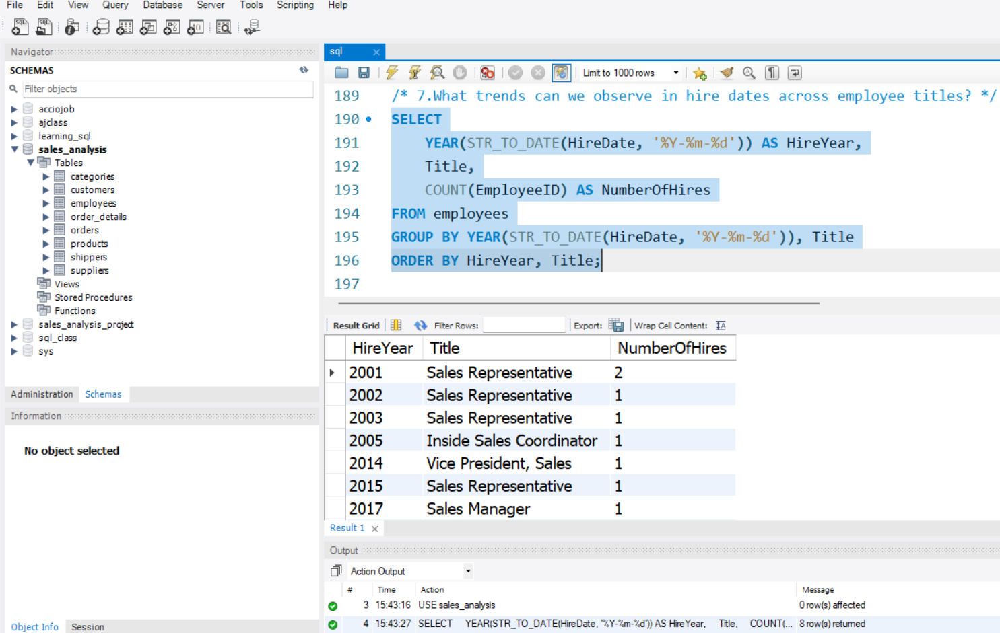 File Edit View Query Database Server Tools Scripting Help
Navigator
SCHEMAS
Filter objects
acciojob
ajclass
learning_sql
sales_analysis
Tables
categories
customers
employees
order_details
orders
products
shippers
suppliers
Views
Stored Procedures
Functions
sales_analysis_project
sql_class
sys
Administration Schemas
Information
No object selected
Object Info Session
sql
Limit to 1000 rows
189 /* 7.What trends can we observe in hire dates across employee titles? */
190 SELECT
191 YEAR(STR_TO_DATE(HireDate, '%Y-%m-%d')) AS HireYear,
192 Title,
193 COUNT(EmployeeID) AS NumberOfHires
194 FROM employees
195 GROUP BY YEAR(STR_TO_DATE(HireDate, '%Y-%m-%d')), Title
196 ORDER BY HireYear, Title;
197
Result Grid Filter Rows: Export: Wrap Cell Content:
HireYear Title NumberOfHires
2001 Sales Representative 2
2002 Sales Representative 1
2003 Sales Representative 1
2005 Inside Sales Coordinator 1
2014 Vice President, Sales 1
2015 Sales Representative 1
2017 Sales Manager 1
Result 1
Output
Action Output
# Time Action Message
3 15:43:16 USE sales_analysis 0 row(s) affected
4 15:43:27 SELECT YEAR(STR_TO_DATE(HireDate, '%Y-%m-%d')) AS HireYear, Title, COUNT(... 8 row(s) returned